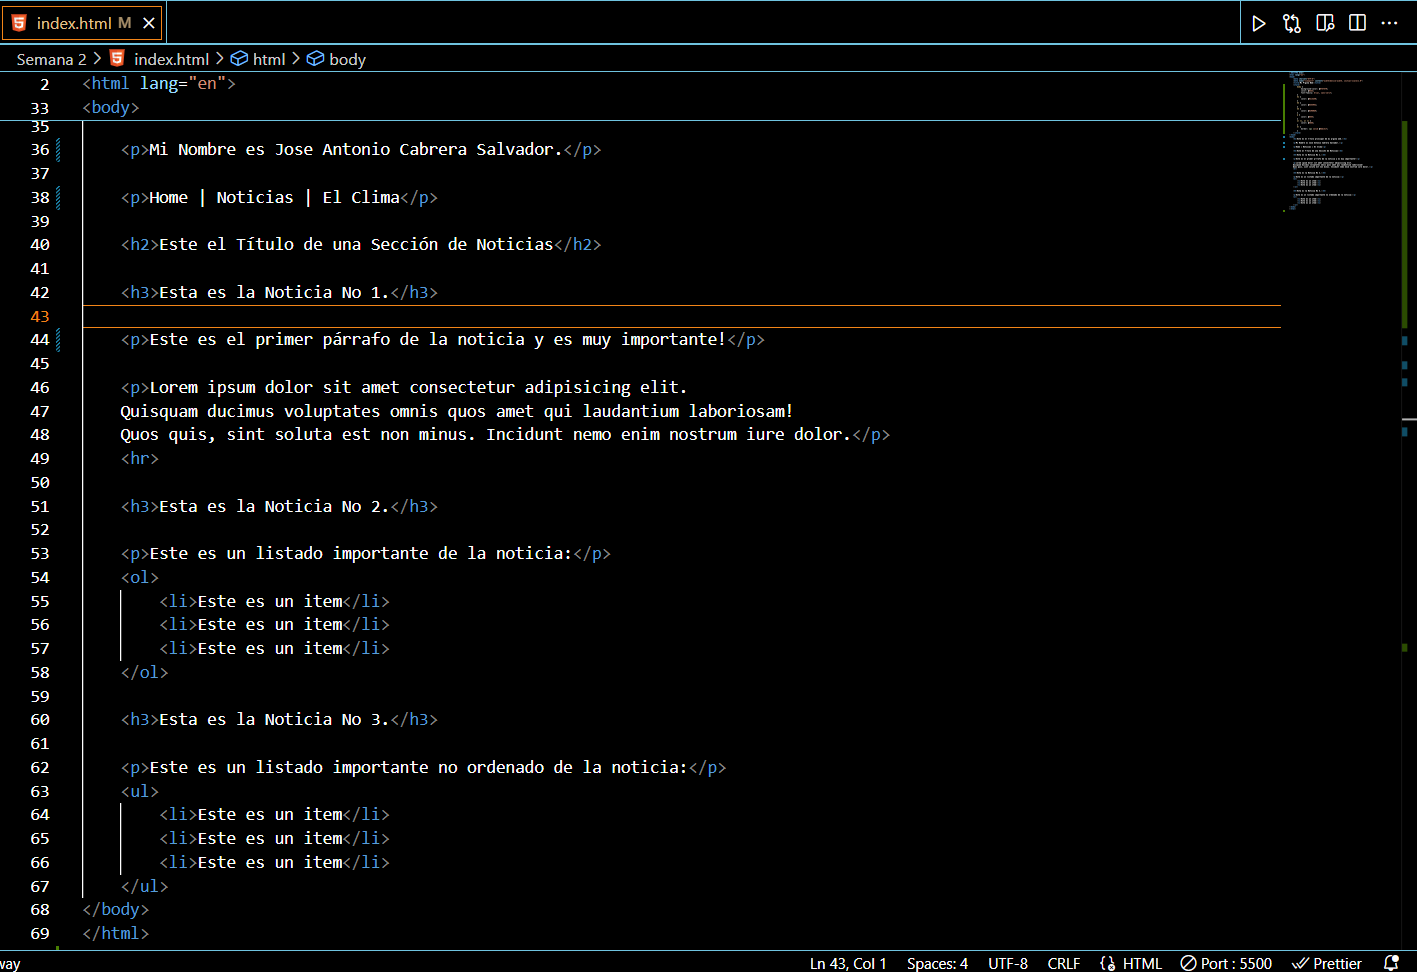 index.html M
Semana 2 > index.html > html > body
2 <html lang="en">
33 <body>
35
36 <p>Mi Nombre es Jose Antonio Cabrera Salvador.</p>
37
38 <p>Home | Noticias | El Clima</p>
39
40 <h2>Este el Título de una Sección de Noticias</h2>
41
42 <h3>Esta es la Noticia No 1.</h3>
43
44 <p>Este es el primer párrafo de la noticia y es muy importante!</p>
45
46 <p>Lorem ipsum dolor sit amet consectetur adipisicing elit.
47 Quisquam ducimus voluptates omnis quos amet qui laudantium laboriosam!
48 Quos quis, sint soluta est non minus. Incidunt nemo enim nostrum iure dolor.</p>
49 <hr>
50
51 <h3>Esta es la Noticia No 2.</h3>
52
53 <p>Este es un listado importante de la noticia:</p>
54 <ol>
55 <li>Este es un item</li>
56 <li>Este es un item</li>
57 <li>Este es un item</li>
58 </ol>
59
60 <h3>Esta es la Noticia No 3.</h3>
61
62 <p>Este es un listado importante no ordenado de la noticia:</p>
63 <ul>
64 <li>Este es un item</li>
65 <li>Este es un item</li>
66 <li>Este es un item</li>
67 </ul>
68 </body>
69 </html>
way Ln 43, Col 1 Spaces: 4 UTF-8 CRLF HTML Port : 5500 Prettier